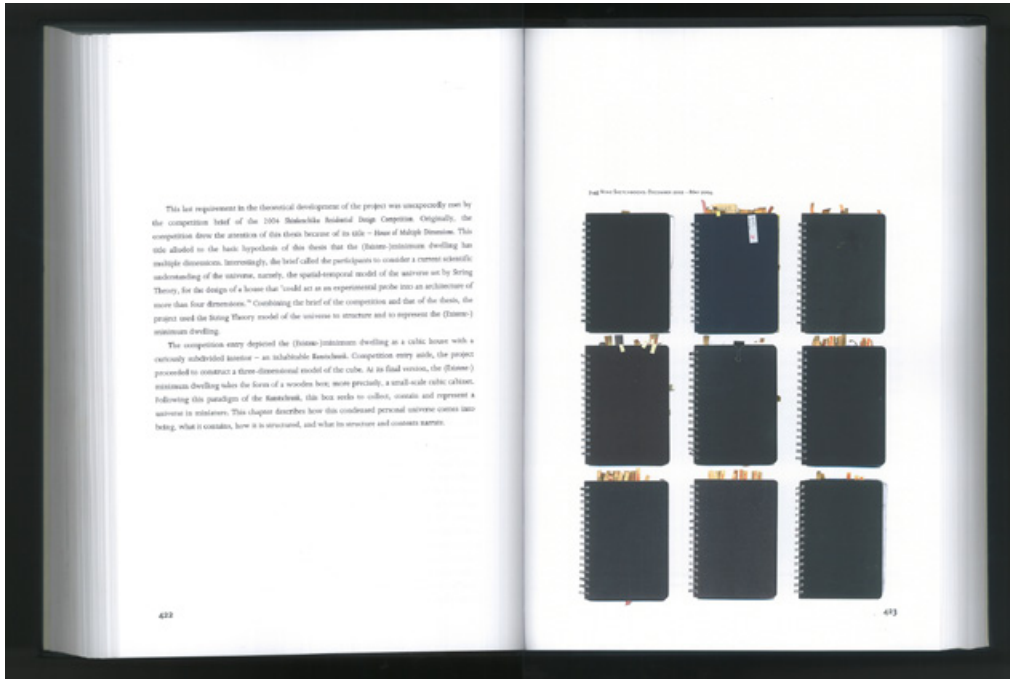 This last requirement in the theoretical development of the project was unexpectedly met by
the competition brief of the 2004 Shinkenchiku Residential Design Competition. Originally, the
competition drew the attention of this thesis because of its title – House of Multiple Dimensions. This
title alluded to the basic hypothesis of this thesis that the (Existenz-)minimum dwelling has
multiple dimensions. Interestingly, the brief called the participants to consider a current scientific
understanding of the universe, namely, the spatial-temporal model of the universe set by String
Theory, for the design of a house that "could act as an experimental probe into an architecture of
more than four dimensions." Combining the brief of the competition and that of the thesis, the
project used the String Theory model of the universe to structure and to represent the (Existenz-)
minimum dwelling.
The competition entry depicted the (Existenz-)minimum dwelling as a cubic house with a
curiously subdivided interior – an inhabitable Kunstschrank. Competition entry aside, the project
proceeded to construct a three-dimensional model of the cube. At its final version, the (Existenz-)
minimum dwelling takes the form of a wooden box; more precisely, a small-scale cubic cabinet.
Following this paradigm of the Kunstschrank, this box seeks to collect, contain and represent a
universe in miniature. This chapter describes how this condensed personal universe comes into
being, what it contains, how it is structured, and what its structure and contents narrate.
422
423